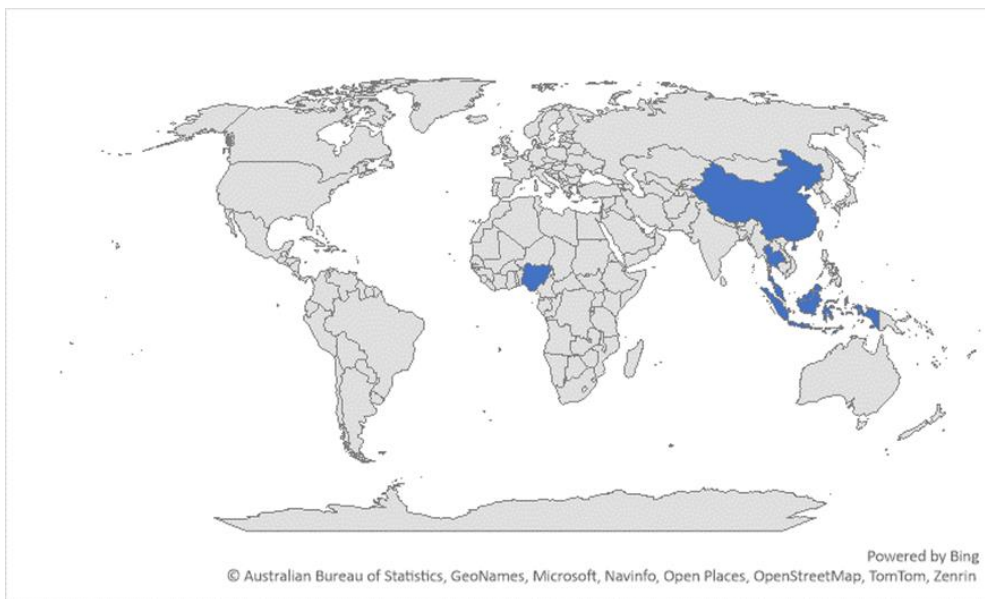 Powered by Bing
© Australian Bureau of Statistics, GeoNames, Microsoft, Navinfo, Open Places, OpenStreetMap, TomTom, Zenrin